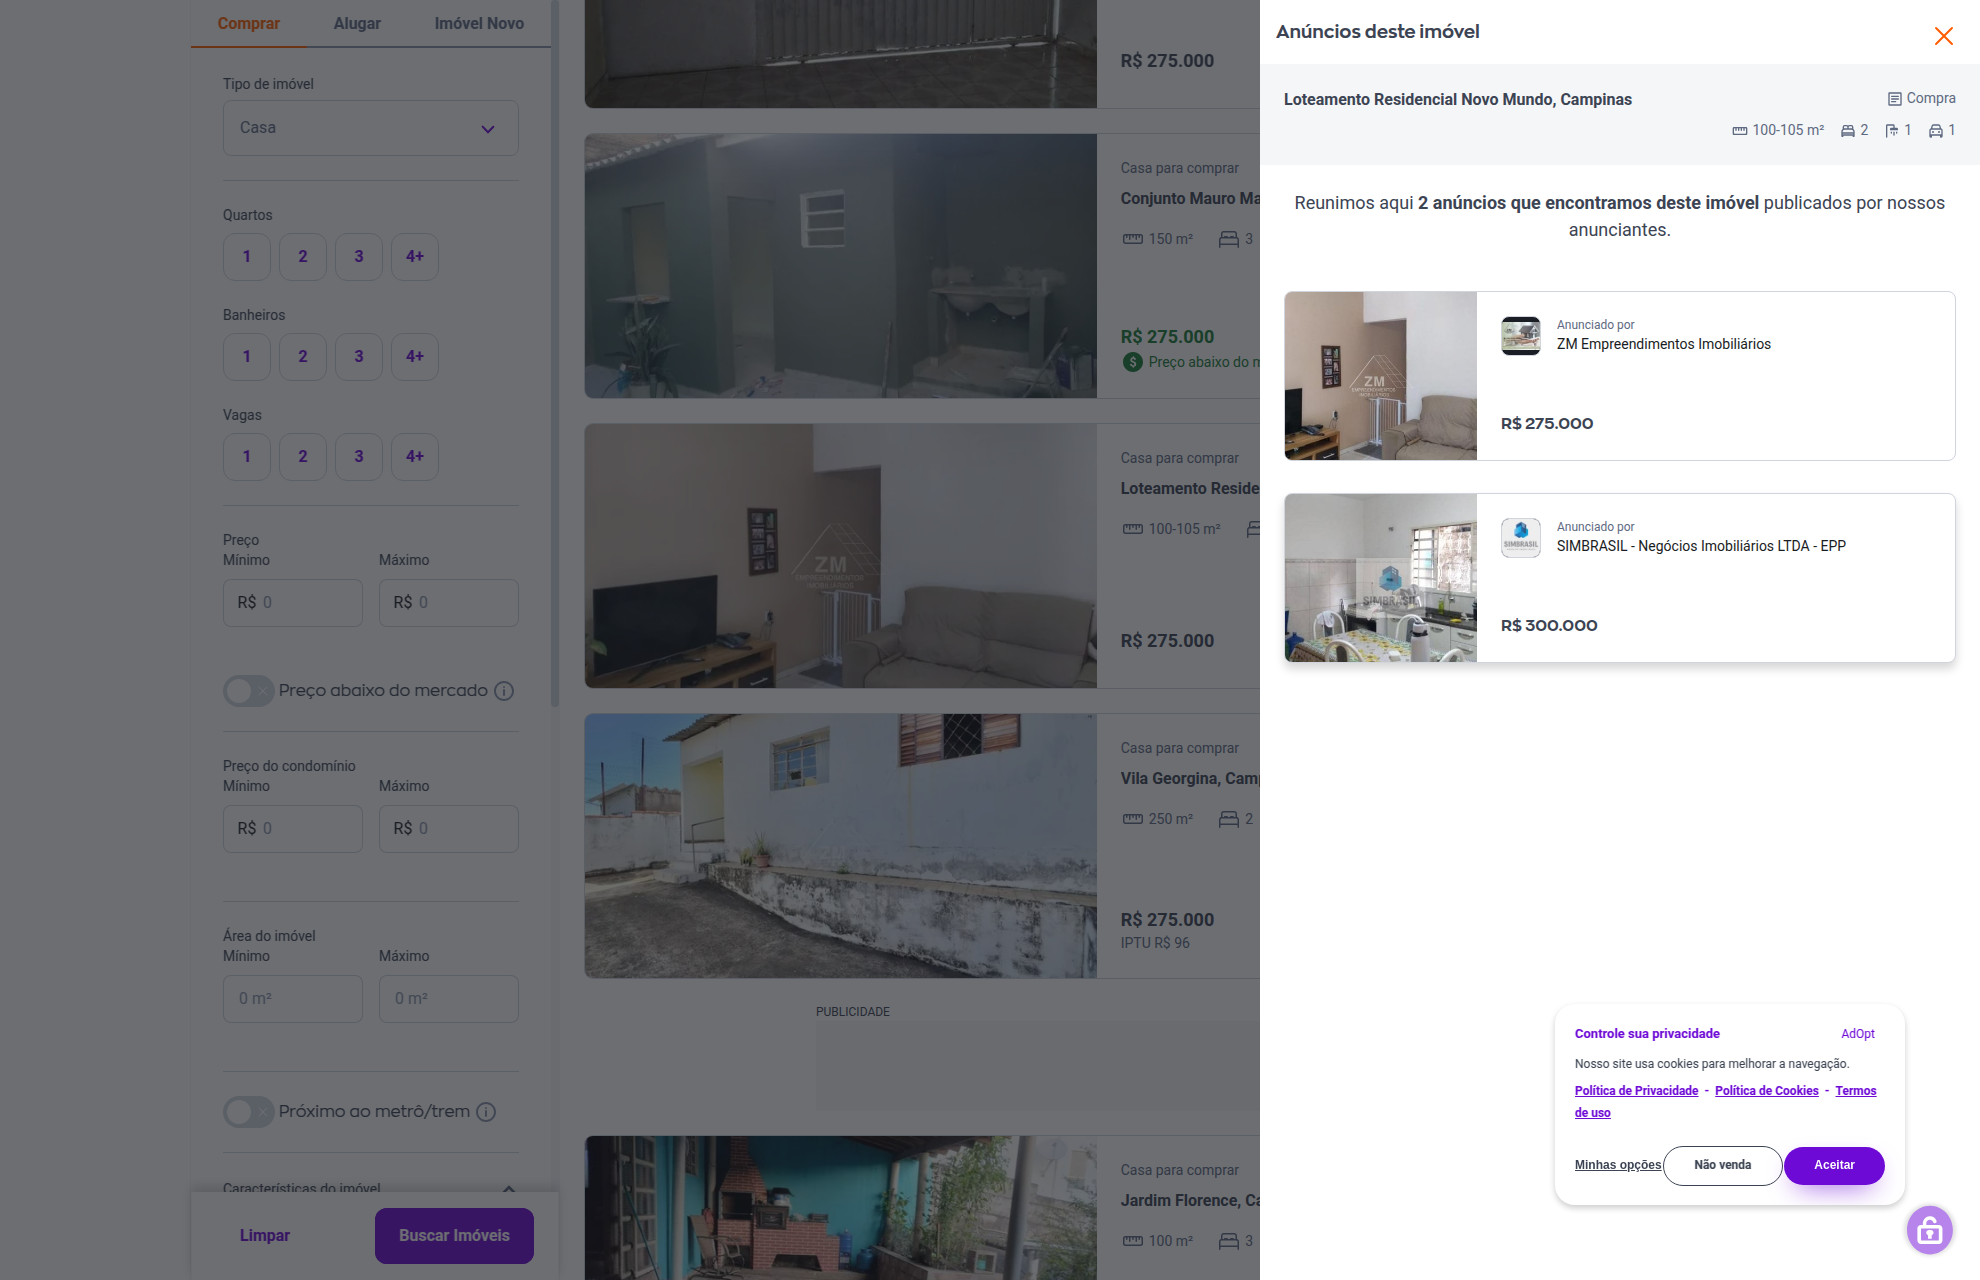 Comprar
Alugar
Imóvel Novo
Tipo de imóvel
Casa
Quartos
1
2
3
4+
Banheiros
1
2
3
4+
Vagas
1
2
3
4+
Preço
Mínimo
Máximo
R$ 0
R$ 0
Preço abaixo do mercado
Preço do condomínio
Mínimo
Máximo
R$ 0
R$ 0
Área do imóvel
Mínimo
Máximo
0 m²
0 m²
Próximo ao metrô/trem
Características do imóvel
Limpar
Buscar Imóveis
R$ 275.000
Casa para comprar
Conjunto Mauro Ma
150 m²
3
R$ 275.000
Preço abaixo do m
Casa para comprar
Loteamento Reside
100-105 m²
ZM
EMPREENDIMENTOS
IMOBILIÁRIOS
R$ 275.000
Casa para comprar
Vila Georgina, Camp
250 m²
2
R$ 275.000
IPTU R$ 96
PUBLICIDADE
Casa para comprar
Jardim Florence, Ca
100 m²
3
Anúncios deste imóvel
Loteamento Residencial Novo Mundo, Campinas
Compra
100-105 m²
2
1
1
Reunimos aqui 2 anúncios que encontramos deste imóvel publicados por nossos
anunciantes.
ZM
EMPREENDIMENTOS
IMOBILIÁRIOS
Anunciado por
ZM Empreendimentos Imobiliários
R$ 275.000
SIMBRASIL
SIMBRASIL
Anunciado por
SIMBRASIL - Negócios Imobiliários LTDA - EPP
R$ 300.000
Controle sua privacidade
AdOpt
Nosso site usa cookies para melhorar a navegação.
Política de Privacidade - Política de Cookies - Termos
de uso
Minhas opções
Não venda
Aceitar